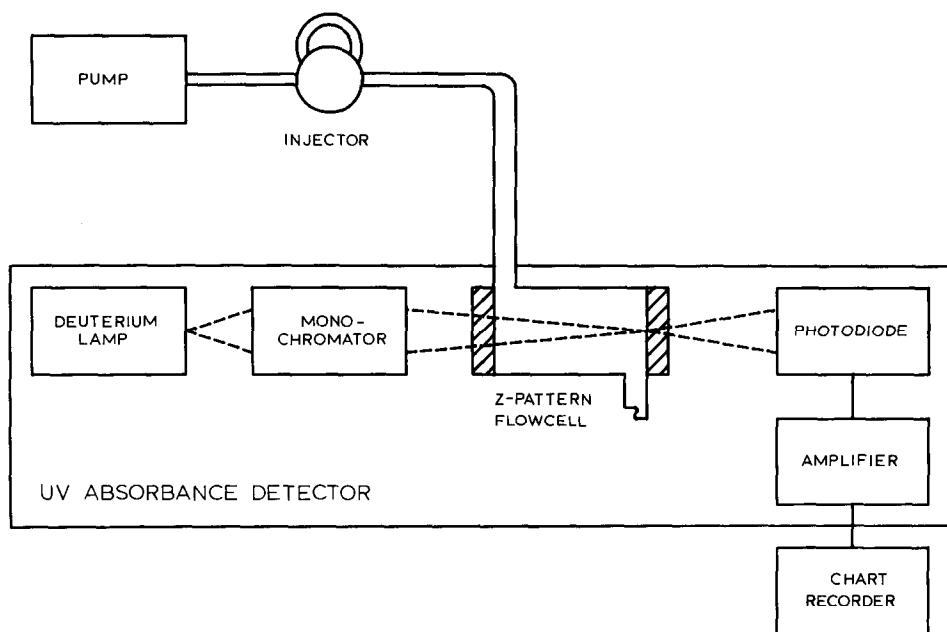 PUMP
INJECTOR
DEUTERIUM
LAMP
MONO-
CHROMATOR
PHOTODIODE
Z-PATTERN
FLOWCELL
AMPLIFIER
UV ABSORBANCE DETECTOR
CHART
RECORDER